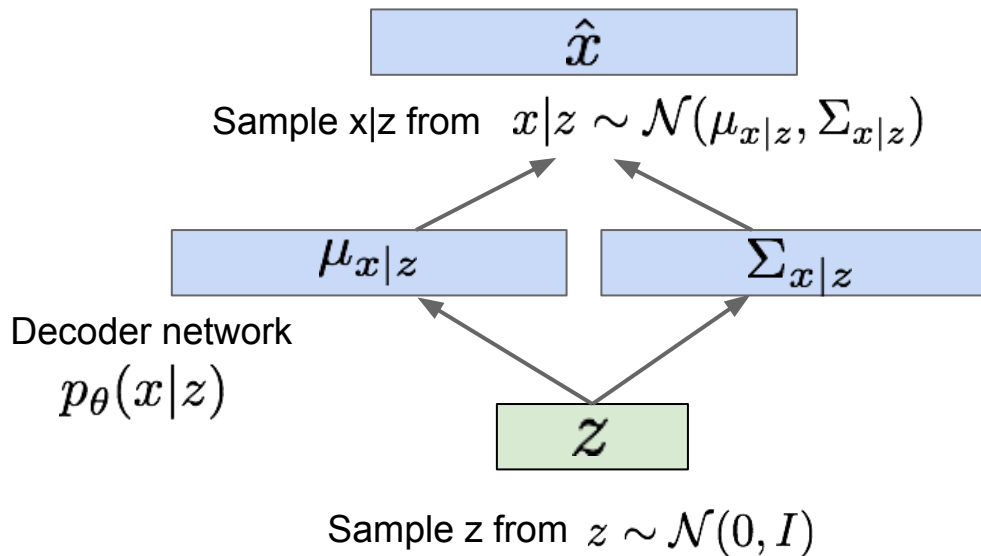 x̂
Sample x|z from x|z ∼ 𝒩(μ_{x|z}, Σ_{x|z})
μ_{x|z} Σ_{x|z}
Decoder network
p_θ(x|z)
z
Sample z from z ∼ 𝒩(0, I)